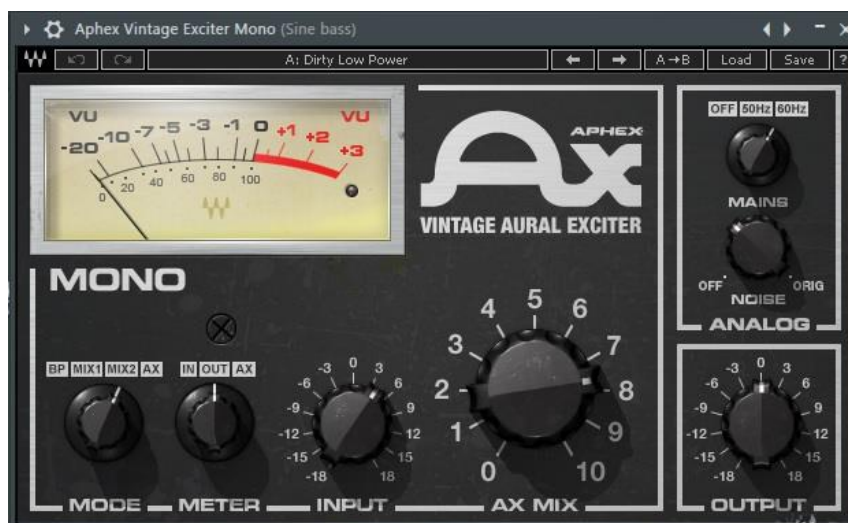 Aphex Vintage Exciter Mono (Sine bass)
A: Dirty Low Power
A→B
Load
Save
?
VU
VU
-20 -10 -7 -5 -3 -1 0 +1 +2 +3
0 20 40 60 80 100
APHEX
Ax
VINTAGE AURAL EXCITER
OFF 50Hz 60Hz
MAINS
OFF ORIG
NOISE
ANALOG
MONO
BP MIX1 MIX2 AX
MODE
IN OUT AX
METER
-18 -15 -12 -9 -6 -3 0 3 6 9 12 15 18
INPUT
0 1 2 3 4 5 6 7 8 9 10
AX MIX
-18 -15 -12 -9 -6 -3 0 3 6 9 12 15 18
OUTPUT